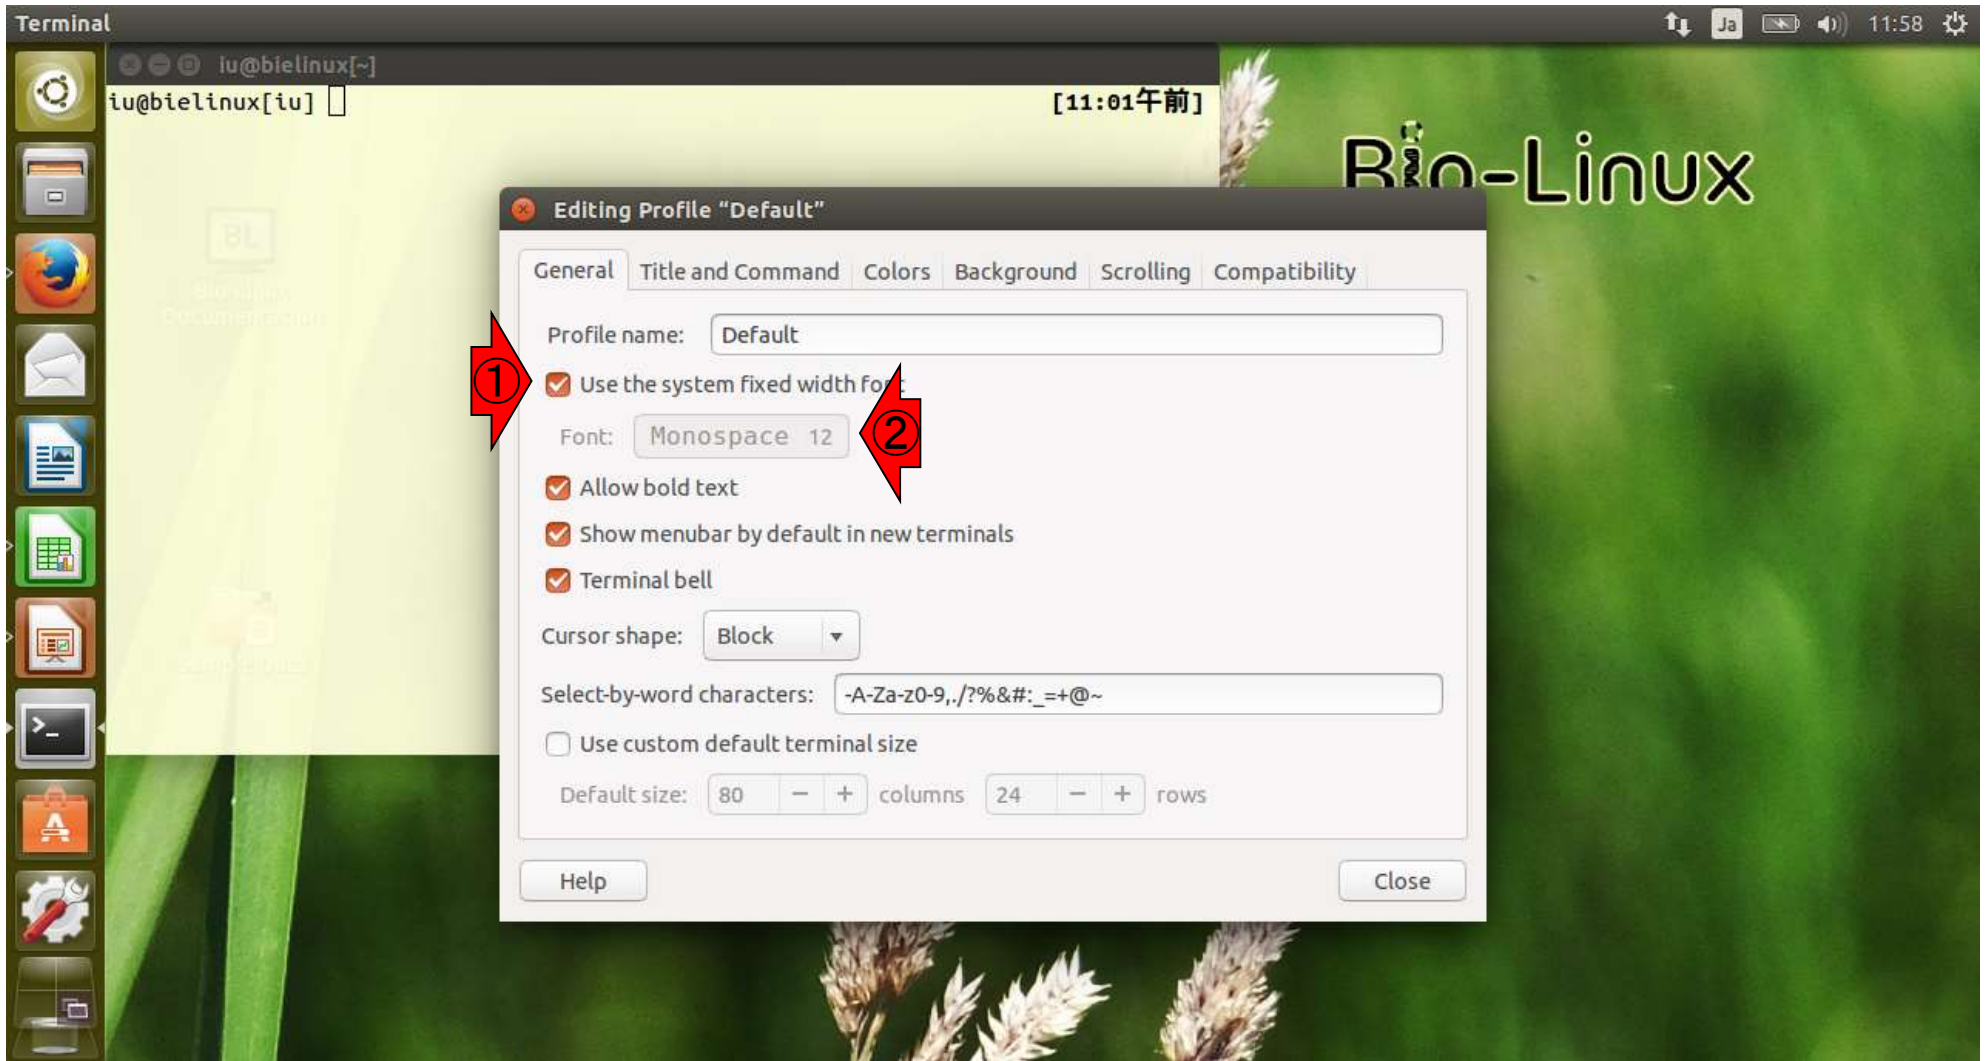 Terminal
Ja
11:58
iu@bielinux[~]
iu@bielinux[iu]
[11:01午前]
Bio-Linux
BL
Editing Profile “Default”
General Title and Command Colors Background Scrolling Compatibility
Profile name: Default
① Use the system fixed width font
Font: Monospace 12 ②
Allow bold text
Show menubar by default in new terminals
Terminal bell
Cursor shape: Block
Select-by-word characters: -A-Za-z0-9,./?%&#:_=+@~
Use custom default terminal size
Default size: 80 − + columns 24 − + rows
Help
Close